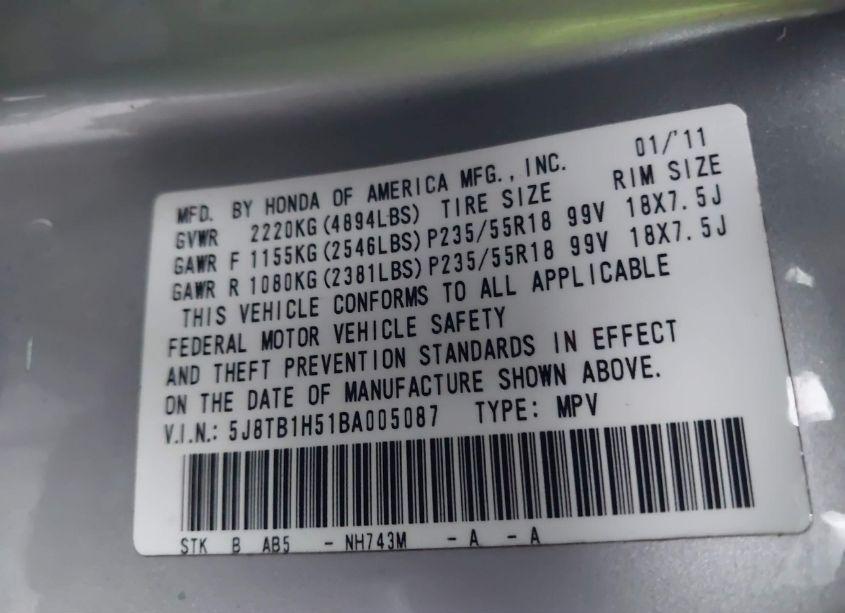 MFD. BY HONDA OF AMERICA MFG., INC. 01/'11
GVWR 2220KG(4894LBS) TIRE SIZE RIM SIZE
GAWR F 1155KG(2546LBS) P235/55R18 99V 18X7.5J
GAWR R 1080KG(2381LBS) P235/55R18 99V 18X7.5J
THIS VEHICLE CONFORMS TO ALL APPLICABLE
FEDERAL MOTOR VEHICLE SAFETY
AND THEFT PREVENTION STANDARDS IN EFFECT
ON THE DATE OF MANUFACTURE SHOWN ABOVE.
V.I.N.: 5J8TB1H51BA005087 TYPE: MPV
STK B AB5 - NH743M - A - A